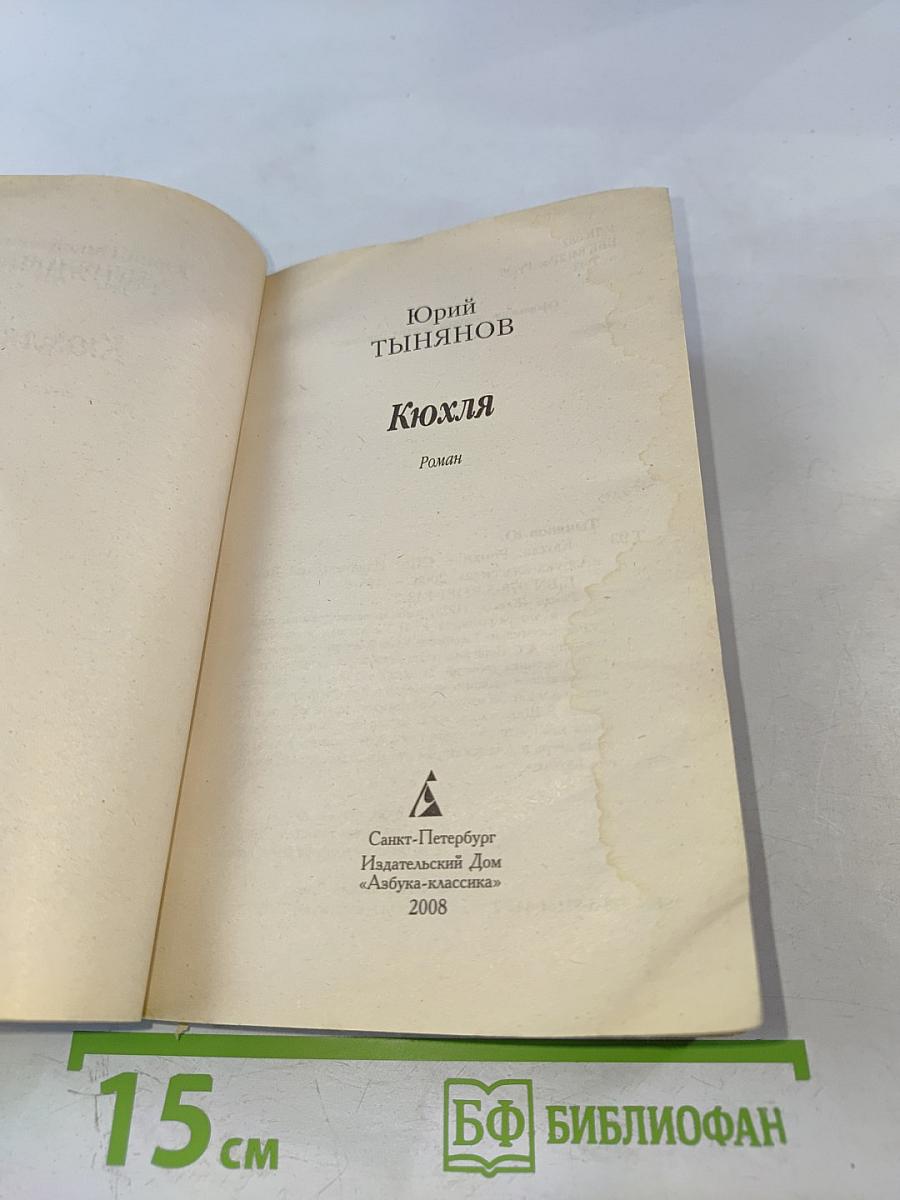 Юрий
ТЫНЯНОВ
Кюхля
Роман
Санкт-Петербург
Издательский Дом
«Азбука-классика»
2008
15 см
БФ БИБЛИОФАН